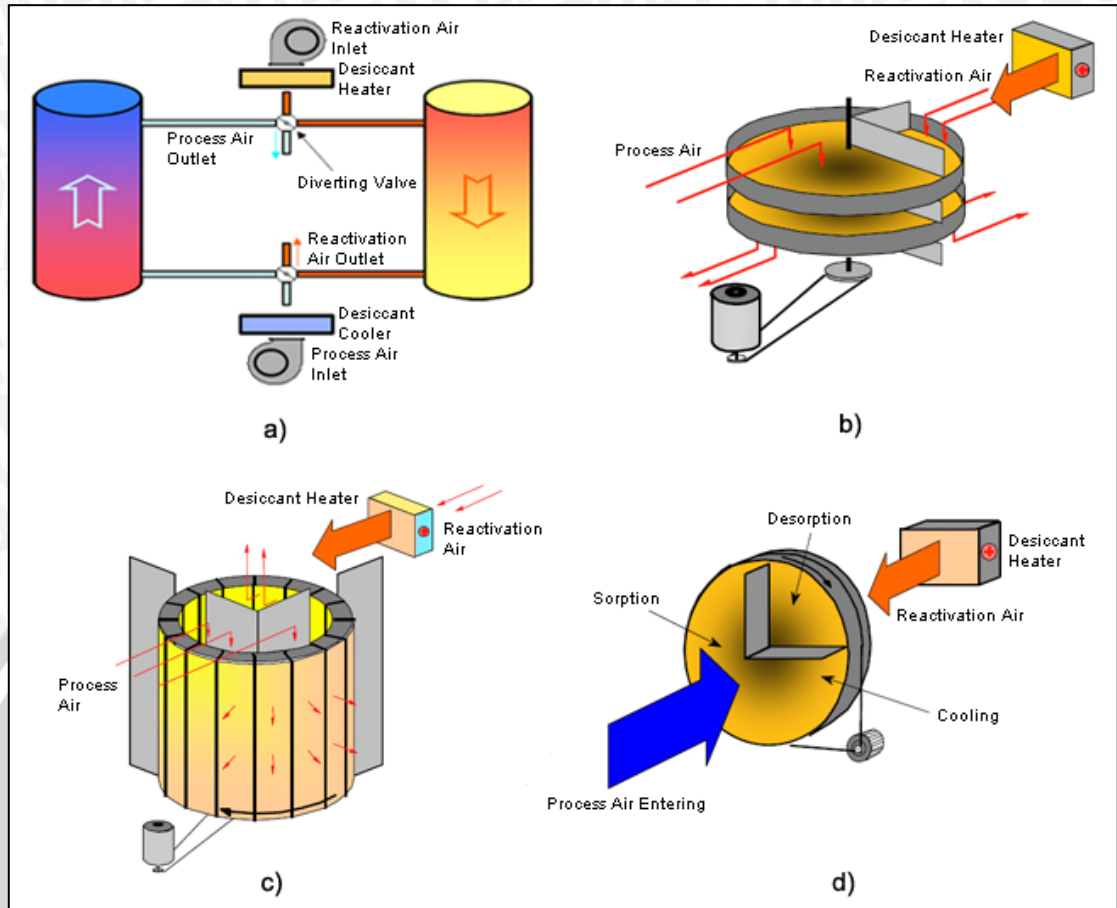 Reactivation Air
Inlet
Desiccant
Heater
Process Air
Outlet
Diverting Valve
Reactivation
Air Outlet
Desiccant
Cooler
Process Air
Inlet
a)
Desiccant Heater
Reactivation Air
Process Air
b)
Desiccant Heater
Reactivation
Air
Process
Air
c)
Desorption
Desiccant
Heater
Sorption
Reactivation Air
Cooling
Process Air Entering
d)